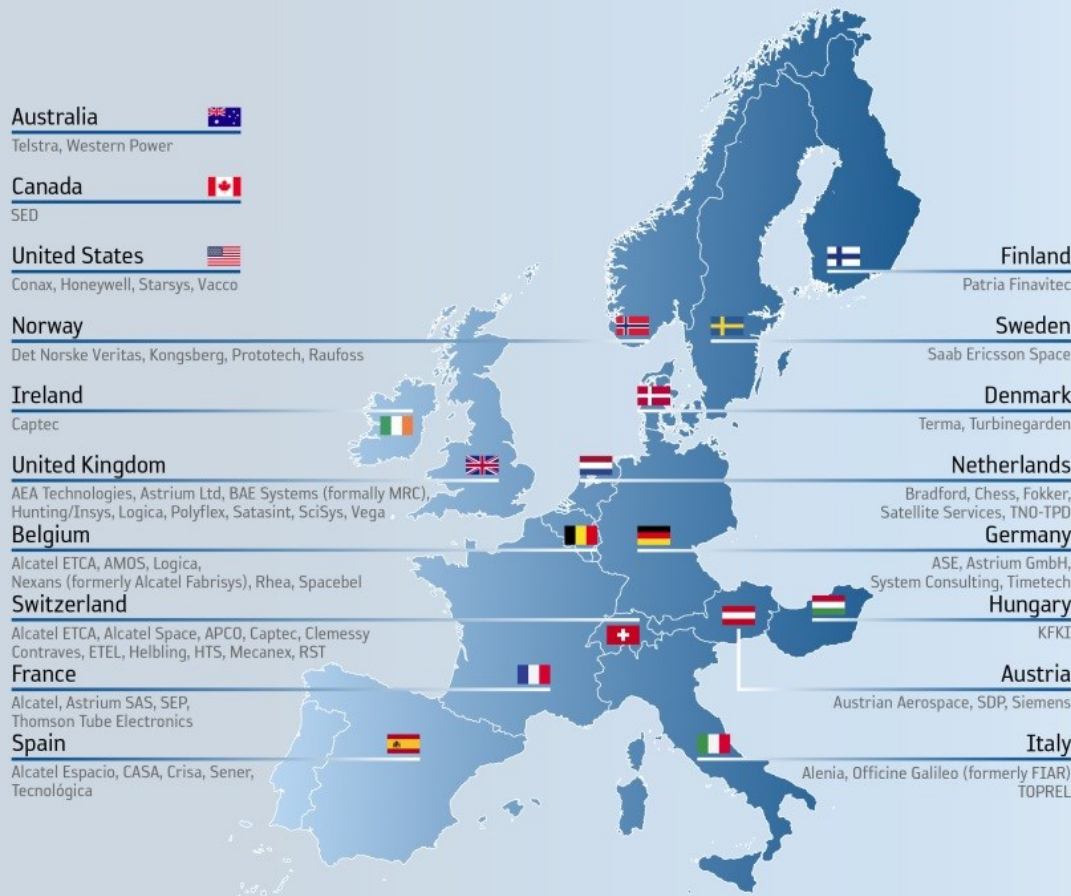 Australia
Telstra, Western Power
Canada
SED
United States
Conax, Honeywell, Starsys, Vacco
Norway
Det Norske Veritas, Kongsberg, Prototech, Raufoss
Ireland
Captec
United Kingdom
AEA Technologies, Astrium Ltd, BAE Systems (formally MRC),
Hunting/Insys, Logica, Polyflex, Satasint, SciSys, Vega
Belgium
Alcatel ETCA, AMOS, Logica,
Nexans (formerly Alcatel Fabrisys), Rhea, Spacebel
Switzerland
Alcatel ETCA, Alcatel Space, APCO, Captec, Clemessy
Contraves, ETEL, Helbling, HTS, Mecanex, RST
France
Alcatel, Astrium SAS, SEP,
Thomson Tube Electronics
Spain
Alcatel Espacio, CASA, Crisa, Sener,
Tecnológica
Finland
Patria Finavitec
Sweden
Saab Ericsson Space
Denmark
Terma, Turbinegarden
Netherlands
Bradford, Chess, Fokker,
Satellite Services, TNO-TPD
Germany
ASE, Astrium GmbH,
System Consulting, Timetech
Hungary
KFKI
Austria
Austrian Aerospace, SDP, Siemens
Italy
Alenia, Officine Galileo (formerly FIAR)
TOPREL